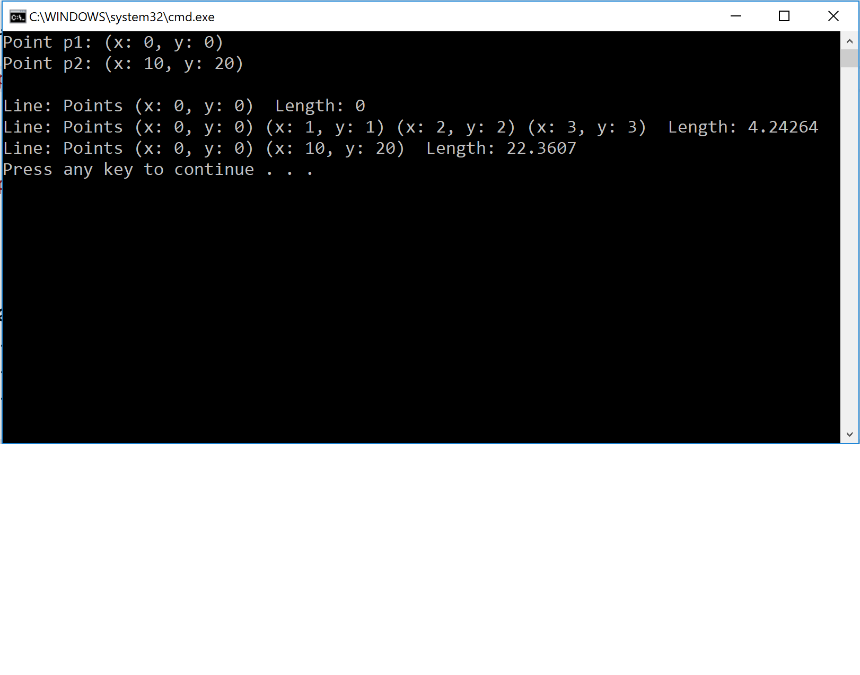 C:\WINDOWS\system32\cmd.exe
Point p1: (x: 0, y: 0)
Point p2: (x: 10, y: 20)
Line: Points (x: 0, y: 0)  Length: 0
Line: Points (x: 0, y: 0) (x: 1, y: 1) (x: 2, y: 2) (x: 3, y: 3)  Length: 4.24264
Line: Points (x: 0, y: 0) (x: 10, y: 20)  Length: 22.3607
Press any key to continue . . .